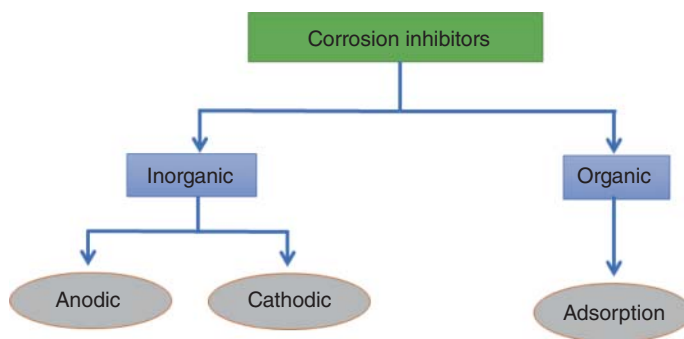 Corrosion inhibitors
Inorganic
Organic
Anodic
Cathodic
Adsorption